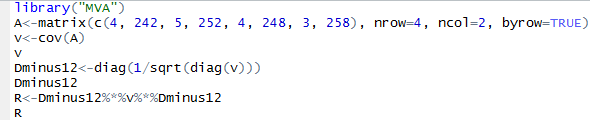 library("MVA")
A<-matrix(c(4, 242, 5, 252, 4, 248, 3, 258), nrow=4, ncol=2, byrow=TRUE)
v<-cov(A)
v
Dminus12<-diag(1/sqrt(diag(v)))
Dminus12
R<-Dminus12%*%v%*%Dminus12
R